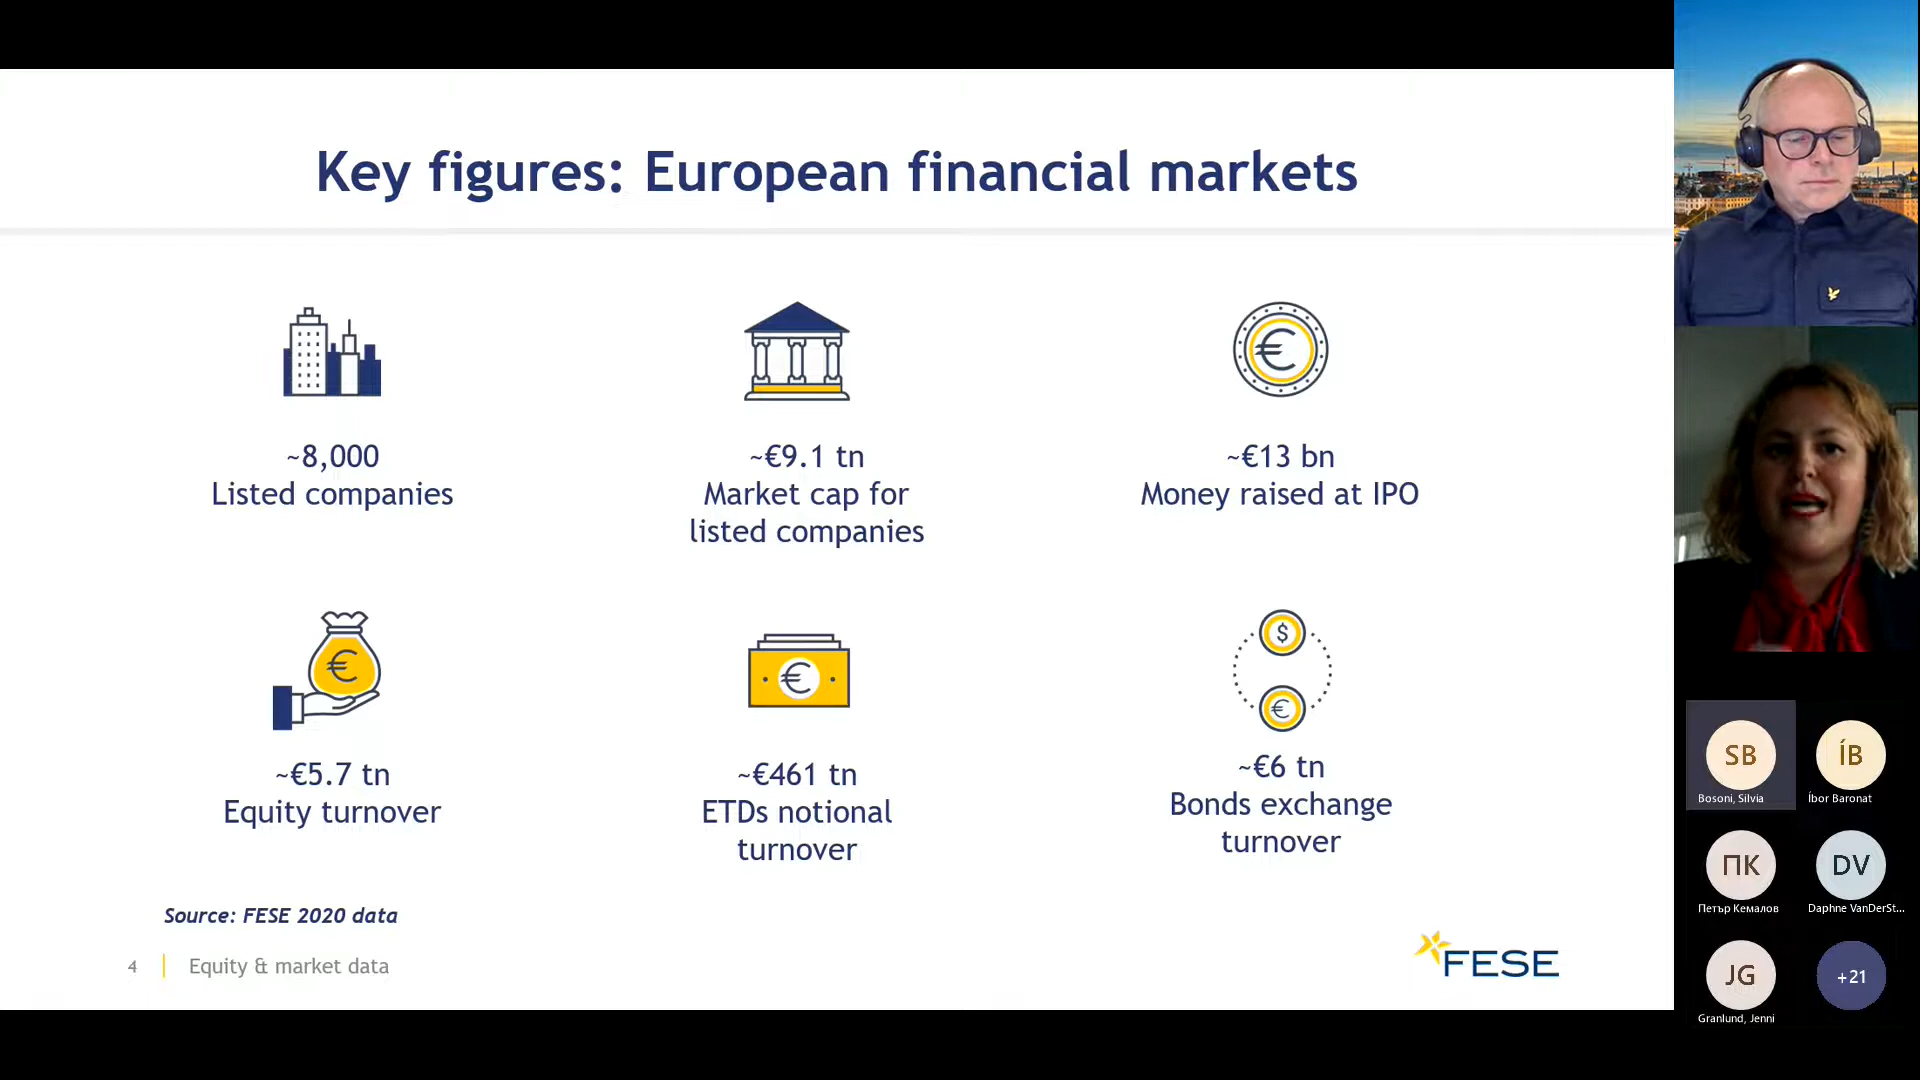 Key figures: European financial markets
~8,000
Listed companies
~€9.1 tn
Market cap for
listed companies
~€13 bn
Money raised at IPO
€
~€5.7 tn
Equity turnover
€
~€461 tn
ETDs notional
turnover
€
$
€
~€6 tn
Bonds exchange
turnover
Source: FESE 2020 data
4
Equity & market data
FESE
SB
Bosoni, Silvia
ÍB
Íbor Baronat
ПК
Петър Кемалов
DV
Daphne VanDerSt...
JG
Granlund, Jenni
+21